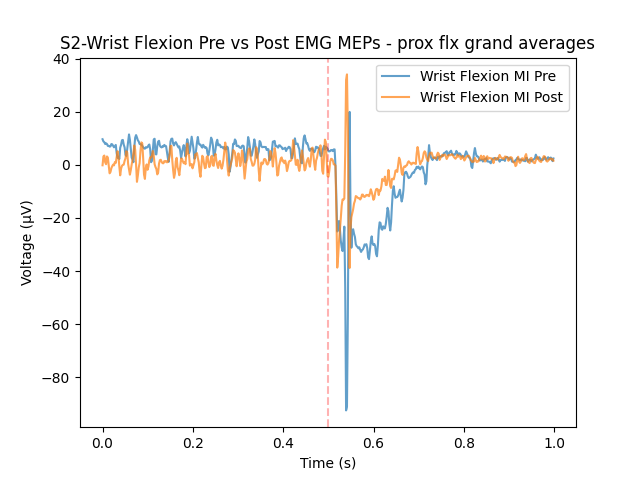 S2-Wrist Flexion Pre vs Post EMG MEPs - prox flx grand averages
Wrist Flexion MI Pre
Wrist Flexion MI Post
Voltage (µV)
40
20
0
−20
−40
−60
−80
0.0 0.2 0.4 0.6 0.8 1.0
Time (s)